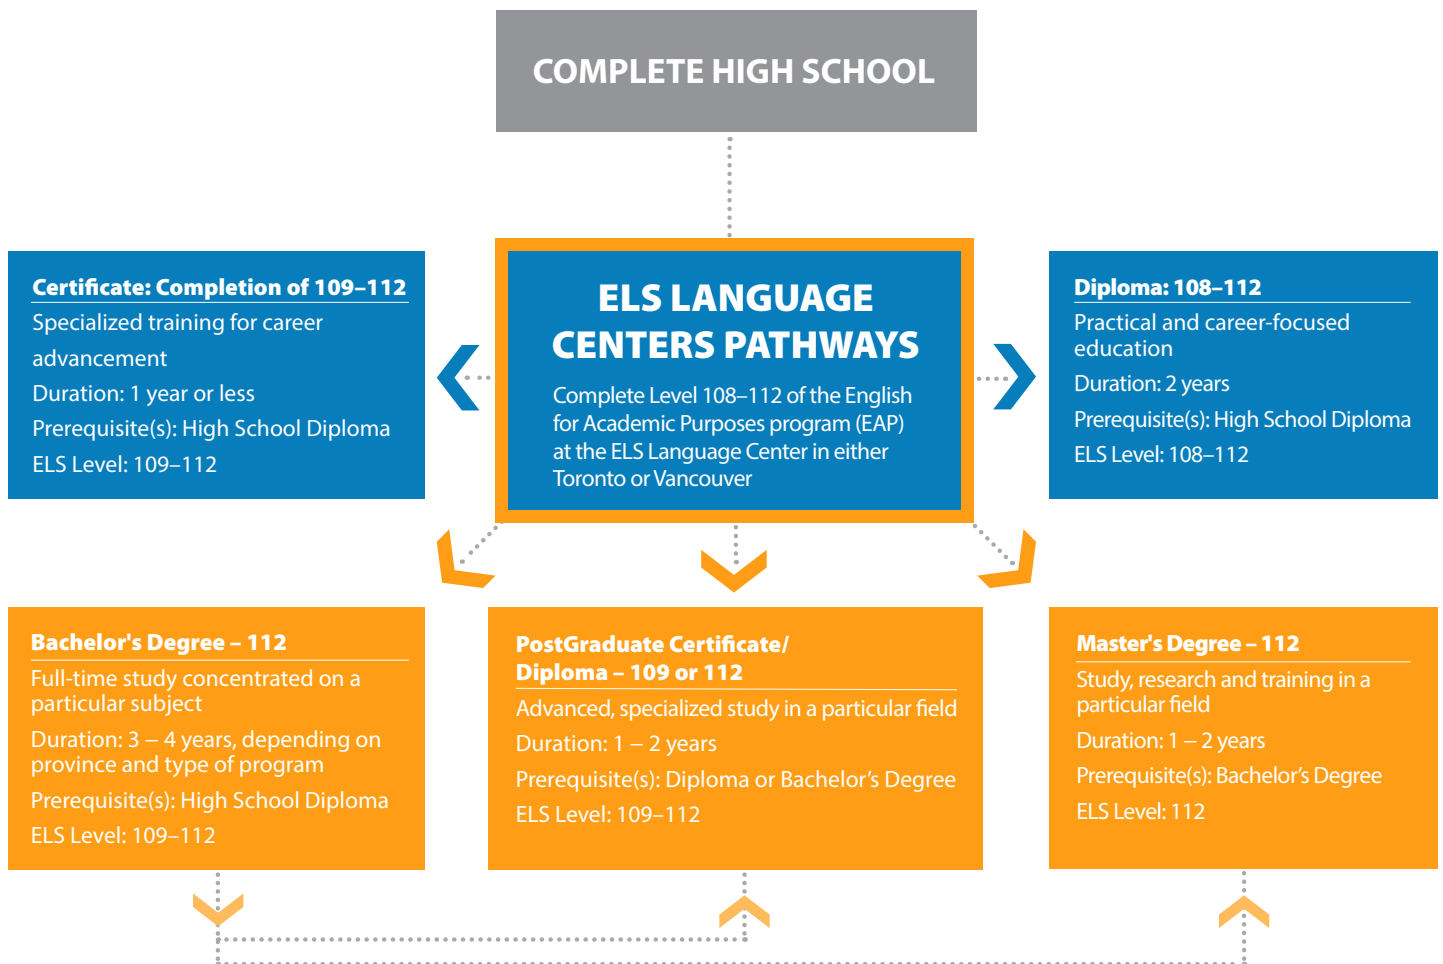 COMPLETE HIGH SCHOOL
Certificate: Completion of 109–112
Specialized training for career
advancement
Duration: 1 year or less
Prerequisite(s): High School Diploma
ELS Level: 109–112
ELS LANGUAGE
CENTERS PATHWAYS
Complete Level 108–112 of the English
for Academic Purposes program (EAP)
at the ELS Language Center in either
Toronto or Vancouver
Diploma: 108–112
Practical and career-focused
education
Duration: 2 years
Prerequisite(s): High School Diploma
ELS Level: 108–112
Bachelor's Degree – 112
Full-time study concentrated on a
particular subject
Duration: 3 – 4 years, depending on
province and type of program
Prerequisite(s): High School Diploma
ELS Level: 109–112
PostGraduate Certificate/
Diploma – 109 or 112
Advanced, specialized study in a particular field
Duration: 1 – 2 years
Prerequisite(s): Diploma or Bachelor’s Degree
ELS Level: 109–112
Master's Degree – 112
Study, research and training in a
particular field
Duration: 1 – 2 years
Prerequisite(s): Bachelor’s Degree
ELS Level: 112